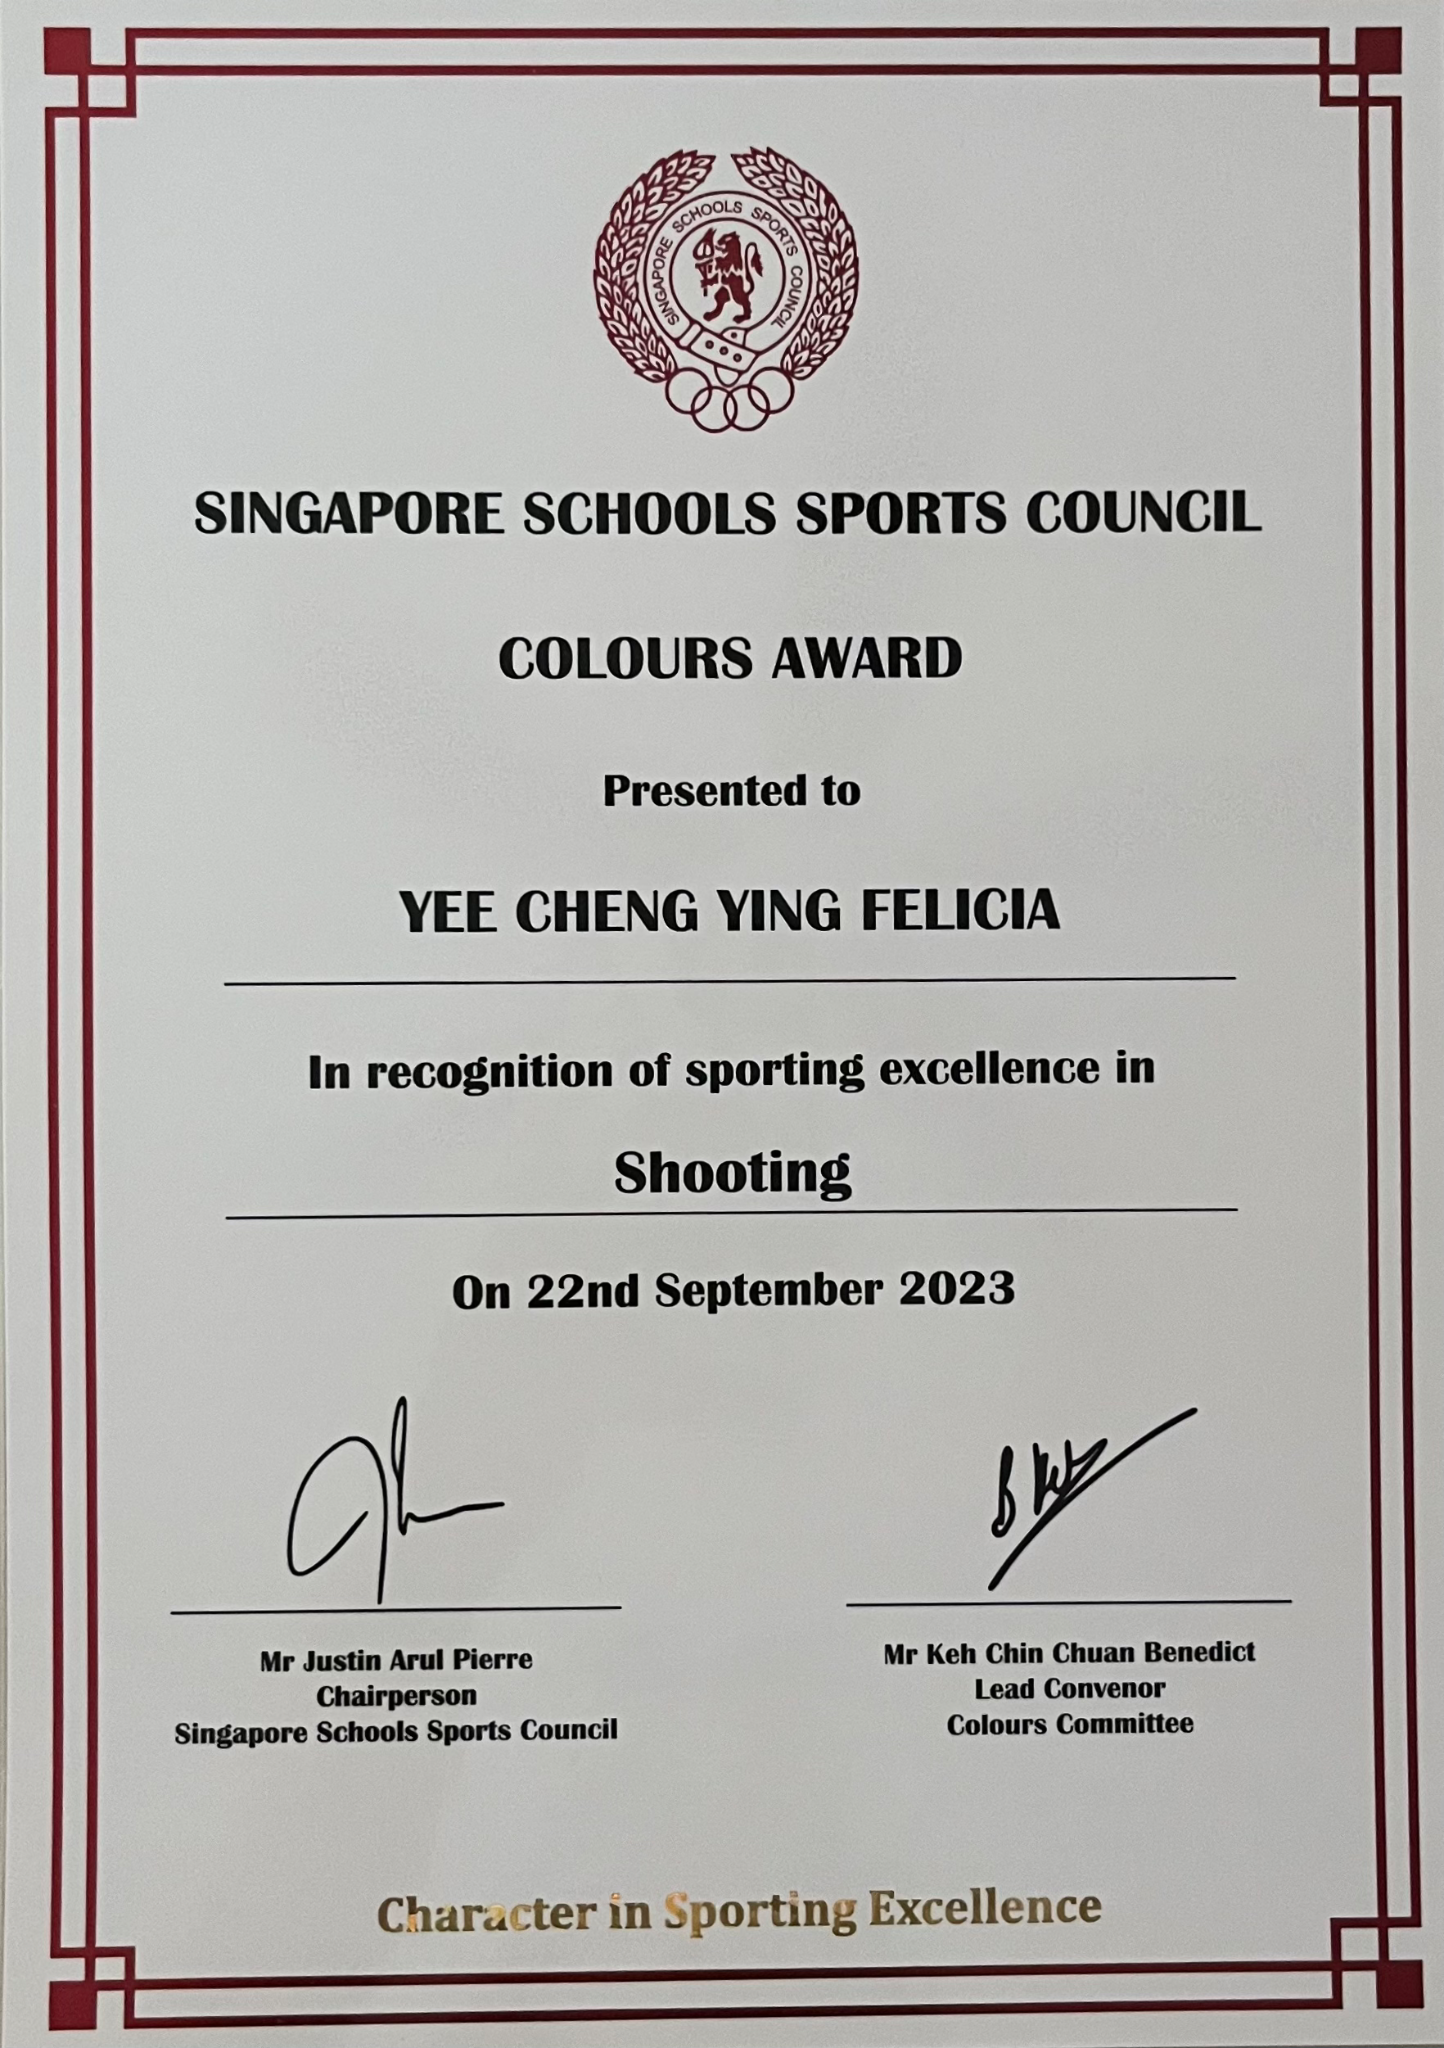 SINGAPORE SCHOOLS SPORTS COUNCIL
SINGAPORE SCHOOLS SPORTS COUNCIL
COLOURS AWARD
Presented to
YEE CHENG YING FELICIA
In recognition of sporting excellence in
Shooting
On 22nd September 2023
B Keh
Mr Justin Arul Pierre
Chairperson
Singapore Schools Sports Council
Mr Keh Chin Chuan Benedict
Lead Convenor
Colours Committee
Character in Sporting Excellence